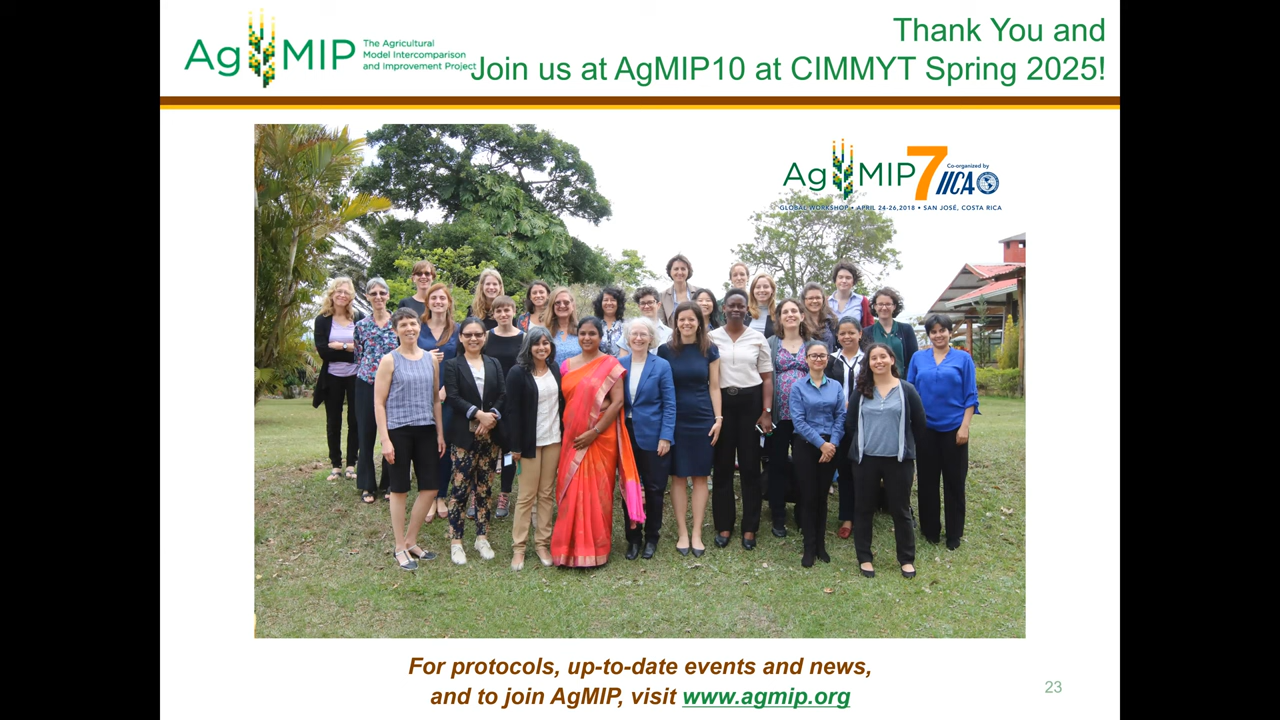 AgMIP
The Agricultural
Model Intercomparison
and Improvement Project
Thank You and
Join us at AgMIP10 at CIMMYT Spring 2025!
AgMIP7
Co-organized by
IICA
GLOBAL WORKSHOP • APRIL 24-26,2018 • SAN JOSÉ, COSTA RICA
For protocols, up-to-date events and news,
and to join AgMIP, visit www.agmip.org
23